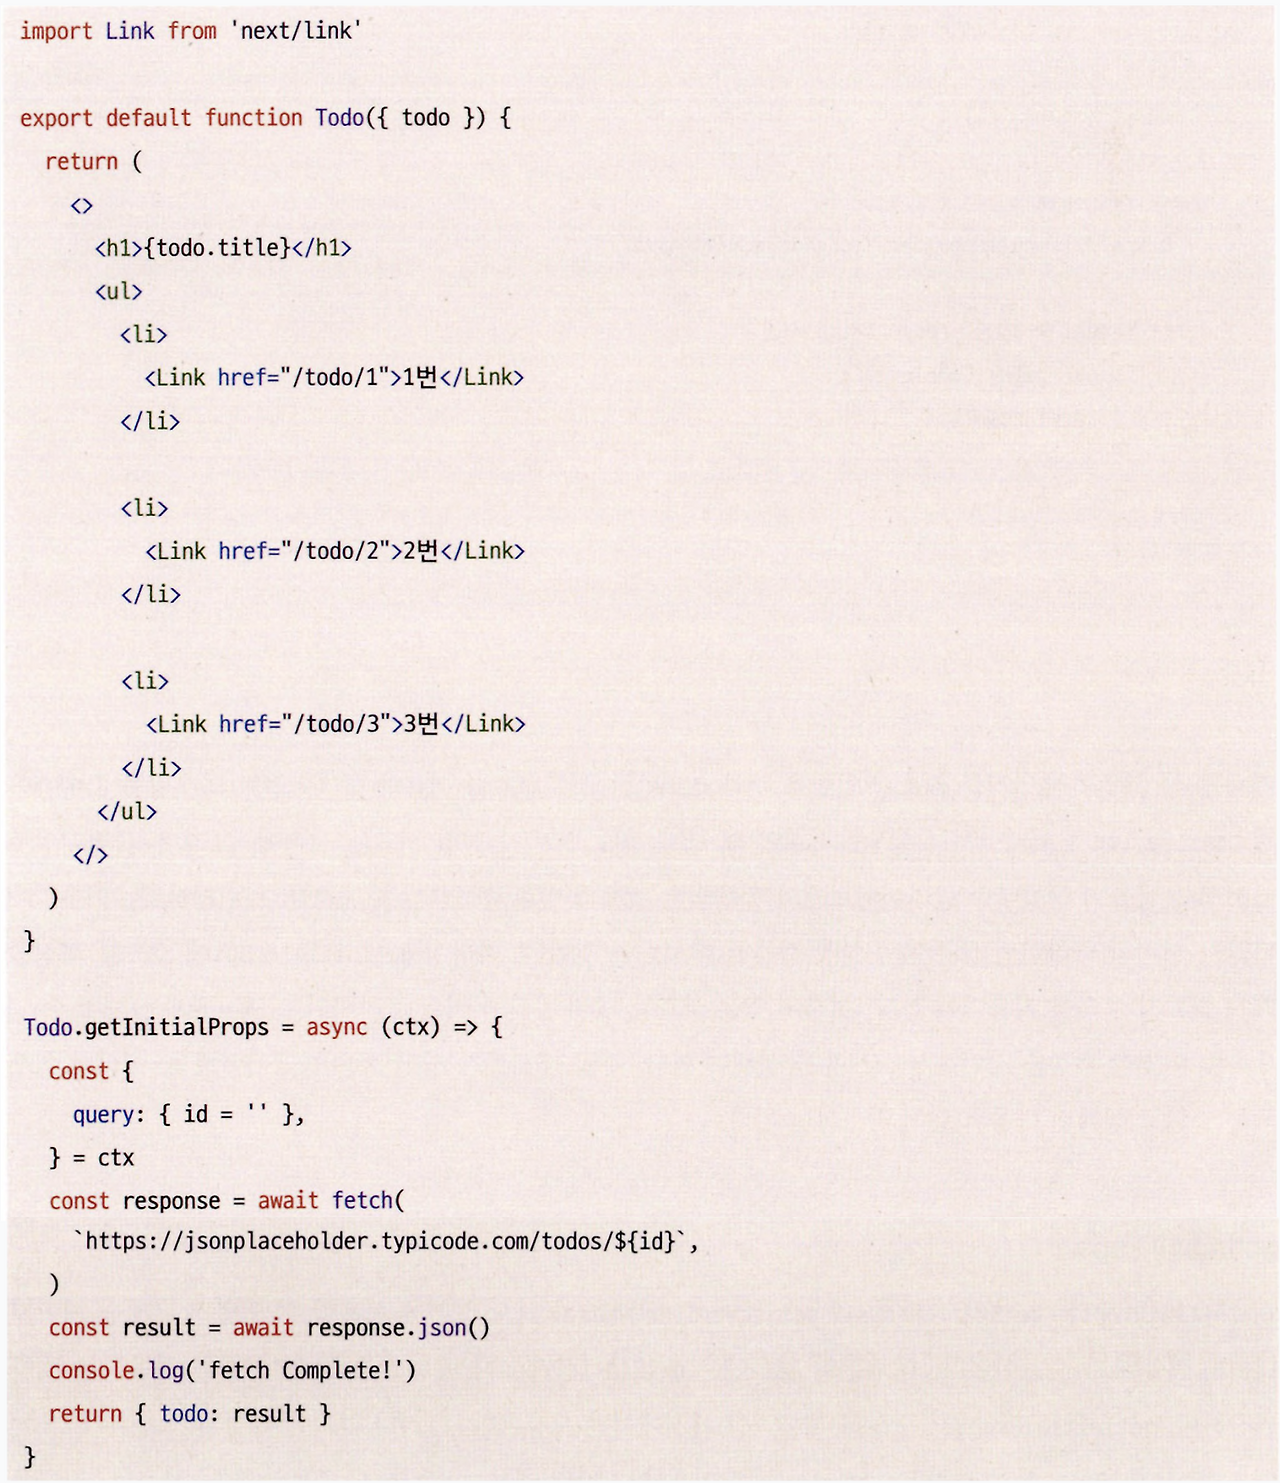 import Link from 'next/link'
export default function Todo({ todo }) {
return (
<>
<h1>{todo.title}</h1>
<ul>
<li>
<Link href="/todo/1">1번</Link>
</li>
<li>
<Link href="/todo/2">2번</Link>
</li>
<li>
<Link href="/todo/3">3번</Link>
</li>
</ul>
</>
)
}
Todo.getInitialProps = async (ctx) => {
const {
query: { id = '' },
} = ctx
const response = await fetch(
`https://jsonplaceholder.typicode.com/todos/${id}`,
)
const result = await response.json()
console.log('fetch Complete!')
return { todo: result }
}